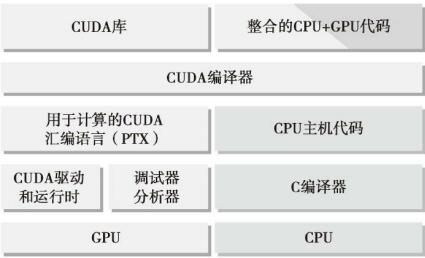 CUDA库
整合的CPU+GPU代码
CUDA编译器
用于计算的CUDA
汇编语言（PTX）
CPU主机代码
CUDA驱动
和运行时
调试器
分析器
C编译器
GPU
CPU